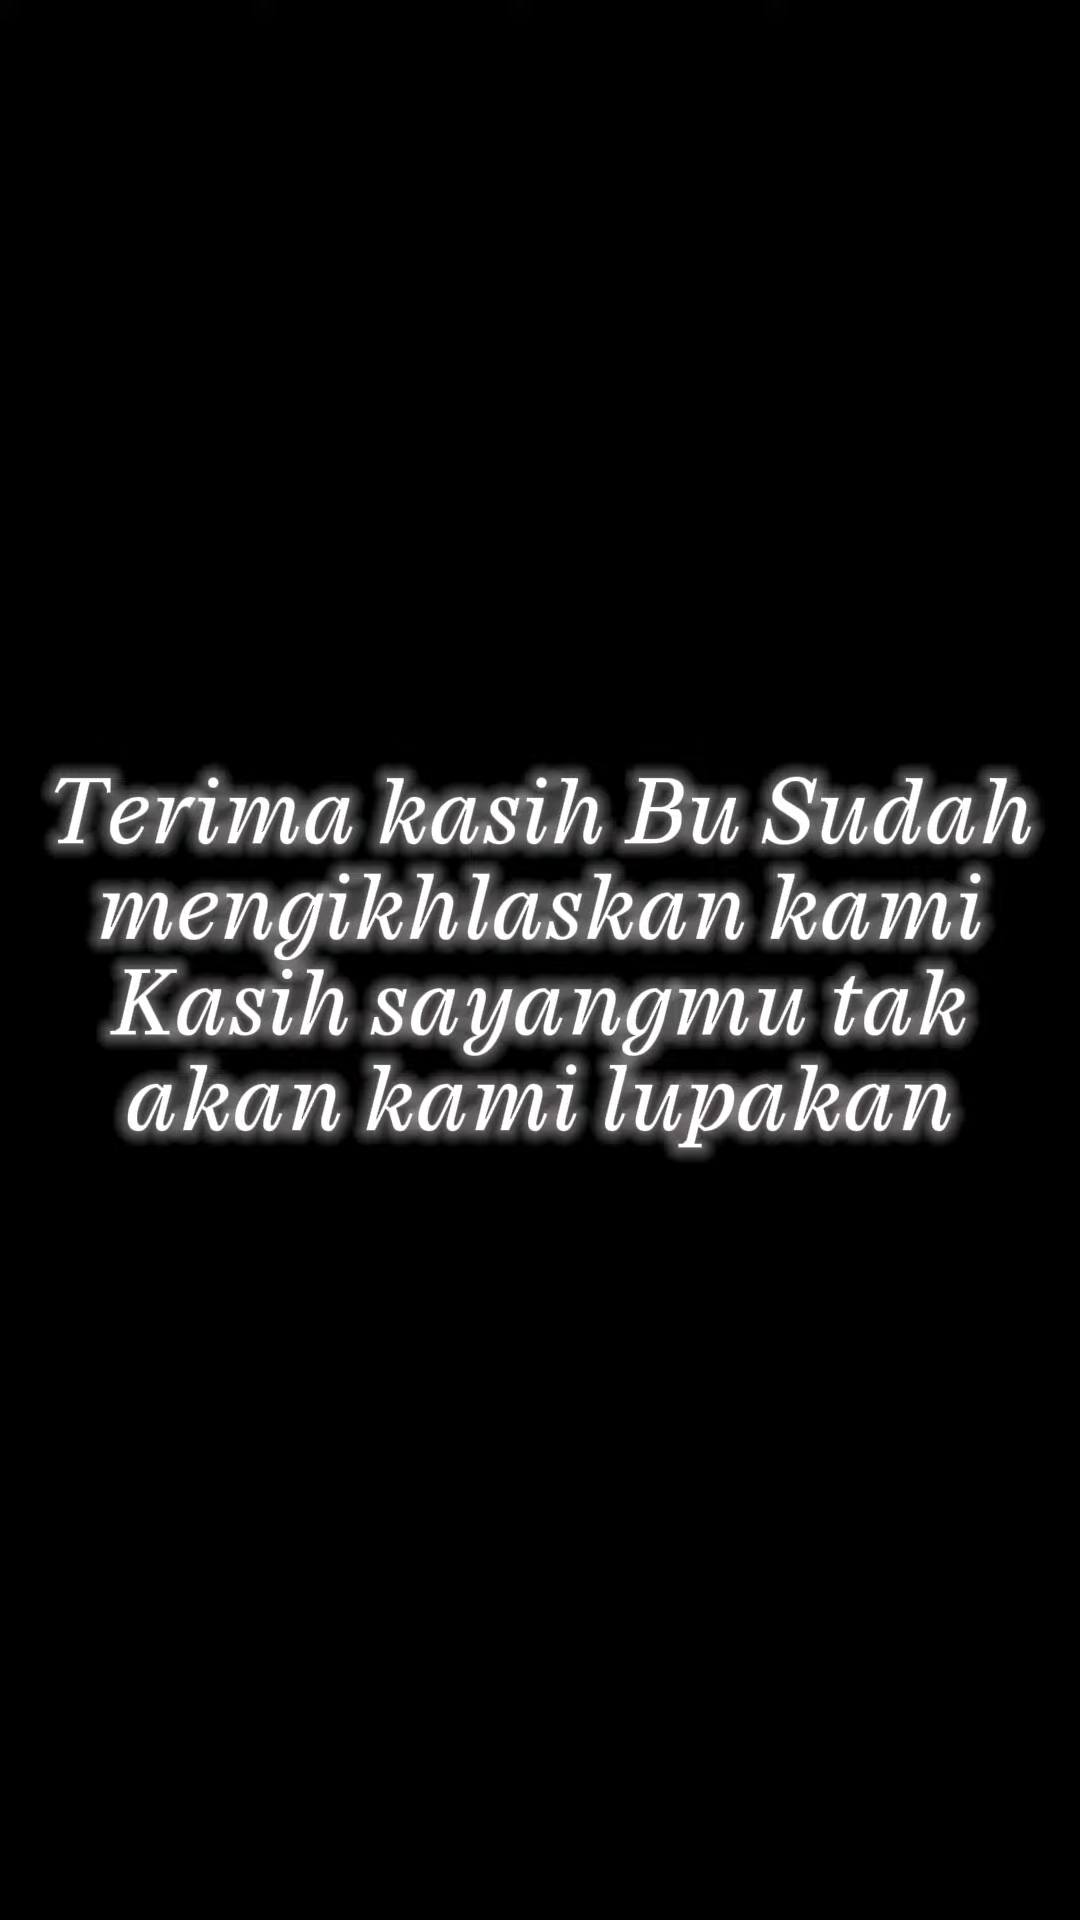 Terima kasih Bu Sudah
mengikhlaskan kami
Kasih sayangmu tak
akan kami lupakan